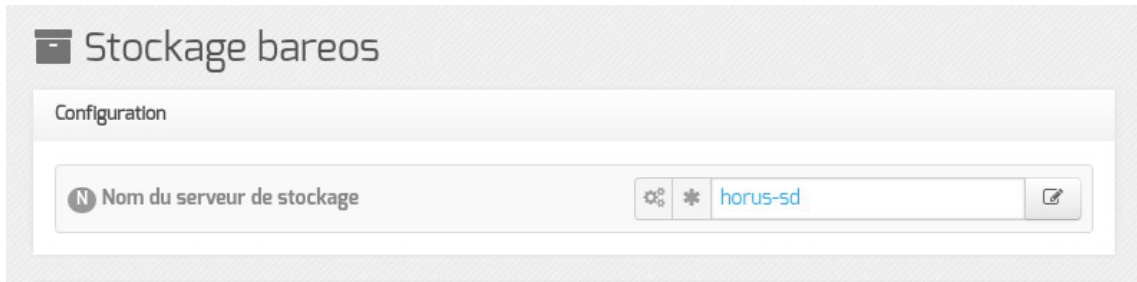 Stockage bareos
Configuration
N Nom du serveur de stockage horus-sd